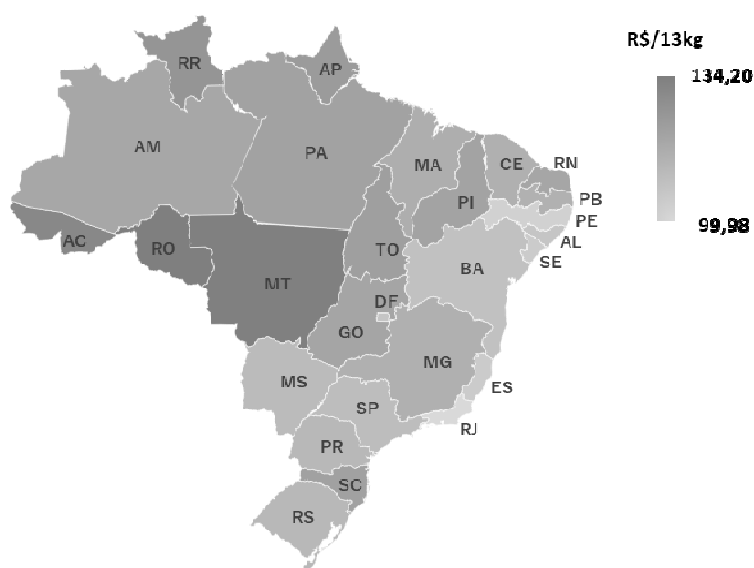 R$/13kg
134,20
99,98
RR
AP
AM
PA
MA
CE
RN
PI
PB
PE
AL
SE
AC
RO
TO
BA
MT
DF
GO
MG
MS
ES
SP
RJ
PR
SC
RS